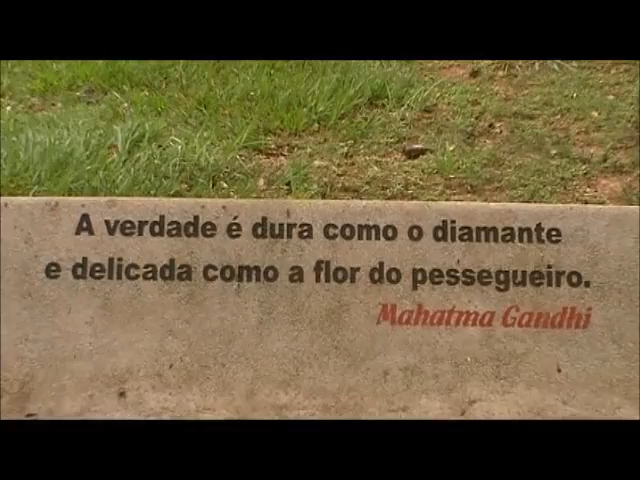 A verdade é dura como o diamante
e delicada como a flor do pessegueiro.
Mahatma Gandhi